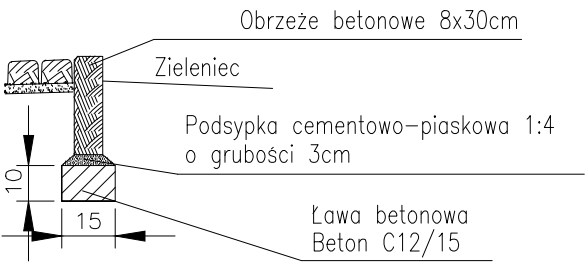 Obrzeże betonowe 8x30cm
Zieleniec
Podsypka cementowo-piaskowa 1:4
o grubości 3cm
10
15
Ława betonowa
Beton C12/15